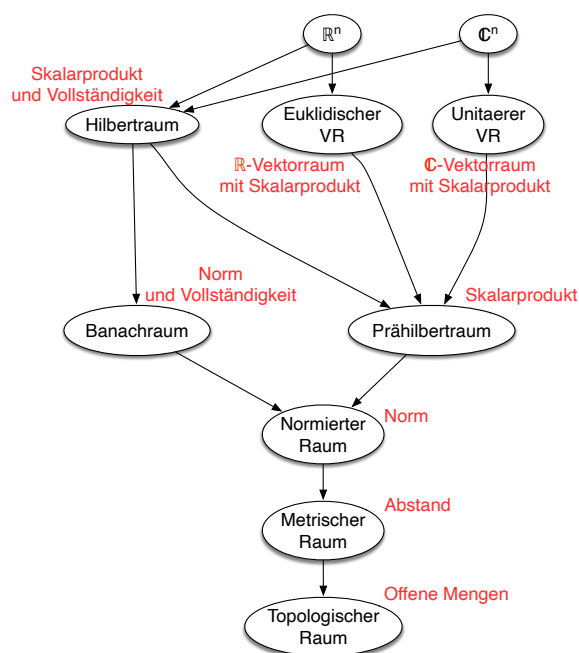 ℝⁿ
ℂⁿ
Skalarprodukt
und Vollständigkeit
Hilbertraum
Euklidischer
VR
Unitaerer
VR
ℝ-Vektorraum
mit Skalarprodukt
ℂ-Vektorraum
mit Skalarprodukt
Norm
und Vollständigkeit
Skalarprodukt
Banachraum
Prähilbertraum
Normierter
Raum
Norm
Metrischer
Raum
Abstand
Offene Mengen
Topologischer
Raum